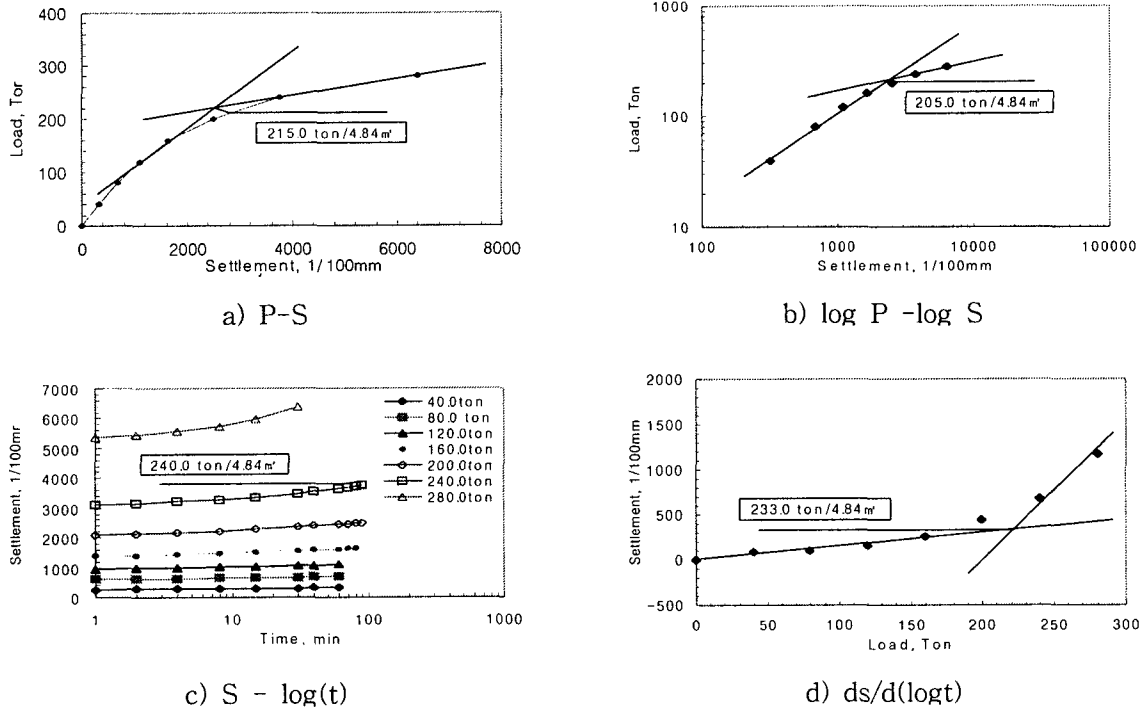 400
300
200
100
0
Load, Tor
215.0 ton/4.84㎡
0 2000 4000 6000 8000
Settlement, 1/100mm
a) P-S
1000
100
10
Load, Ton
205.0 ton/4.84㎡
100 1000 10000 100000
Settlement, 1/100mm
b) log P -log S
7000
6000
5000
4000
3000
2000
1000
0
Settlement, 1/100mr
240.0 ton/4.84㎡
40.0ton
80.0 ton
120.0ton
160.0ton
200.0ton
240.0ton
280.0ton
1 10 100 1000
Time, min
c) S - log(t)
2000
1500
1000
500
0
-500
Settlement, 1/100mm
233.0 ton/4.84㎡
0 50 100 150 200 250 300
Load, Ton
d) ds/d(logt)